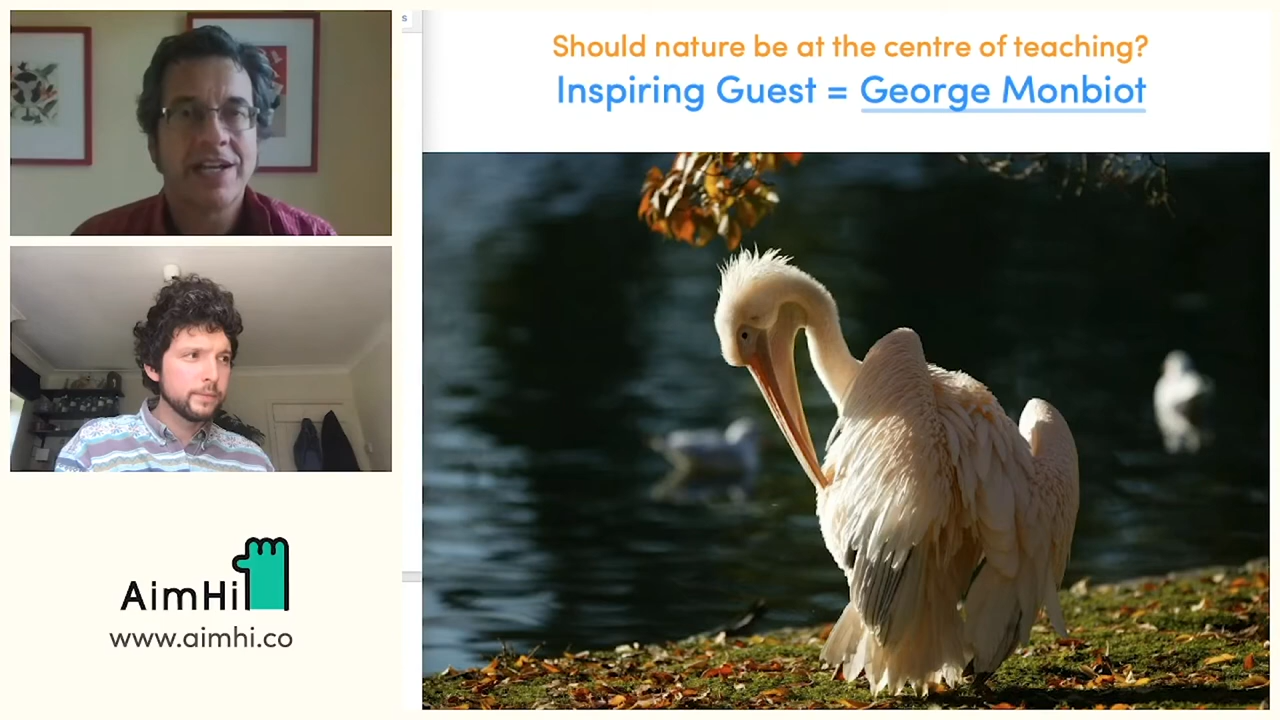 Should nature be at the centre of teaching?
Inspiring Guest = George Monbiot
AimHi
www.aimhi.co